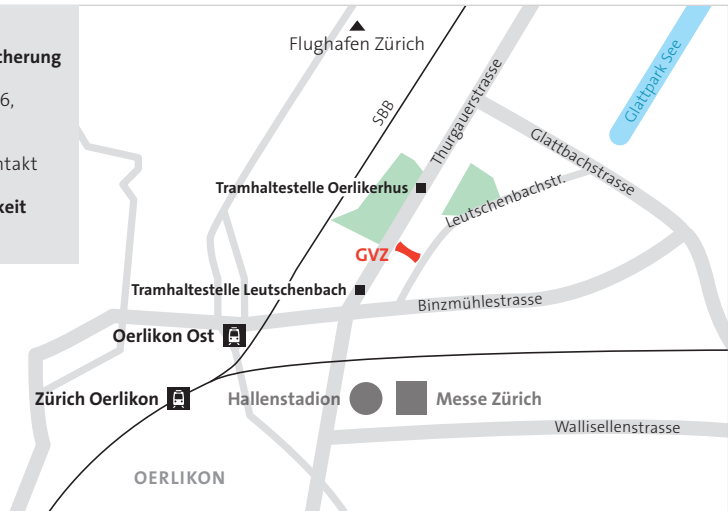 cherung
6,
ntakt
keit
Flughafen Zürich
SBB
Thurgauerstrasse
Glattpark See
Glattbachstrasse
Leutschenbachstr.
Tramhaltestelle Oerlikerhus
GVZ
Tramhaltestelle Leutschenbach
Binzmühlestrasse
Oerlikon Ost
Zürich Oerlikon
Hallenstadion
Messe Zürich
Wallisellenstrasse
OERLIKON